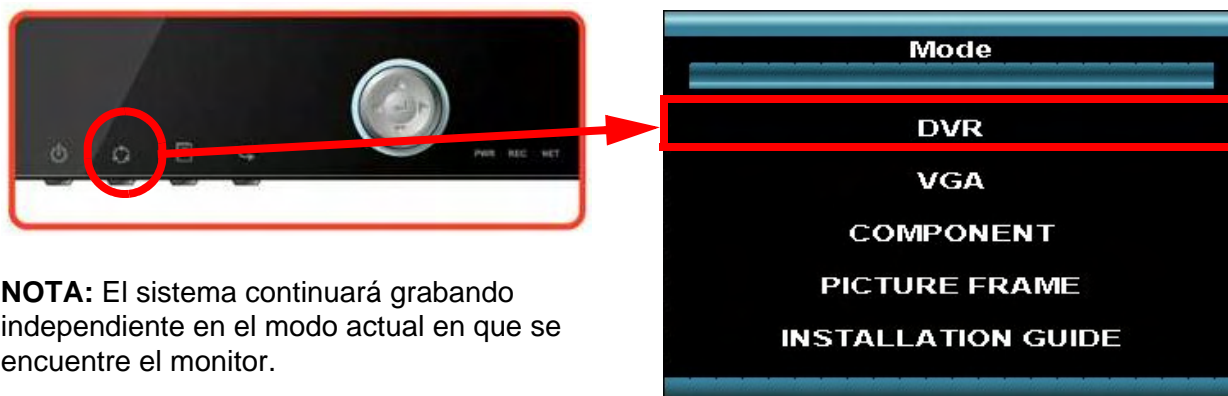 PWR REC NET
NOTA: El sistema continuará grabando
independiente en el modo actual en que se
encuentre el monitor.
Mode
DVR
VGA
COMPONENT
PICTURE FRAME
INSTALLATION GUIDE